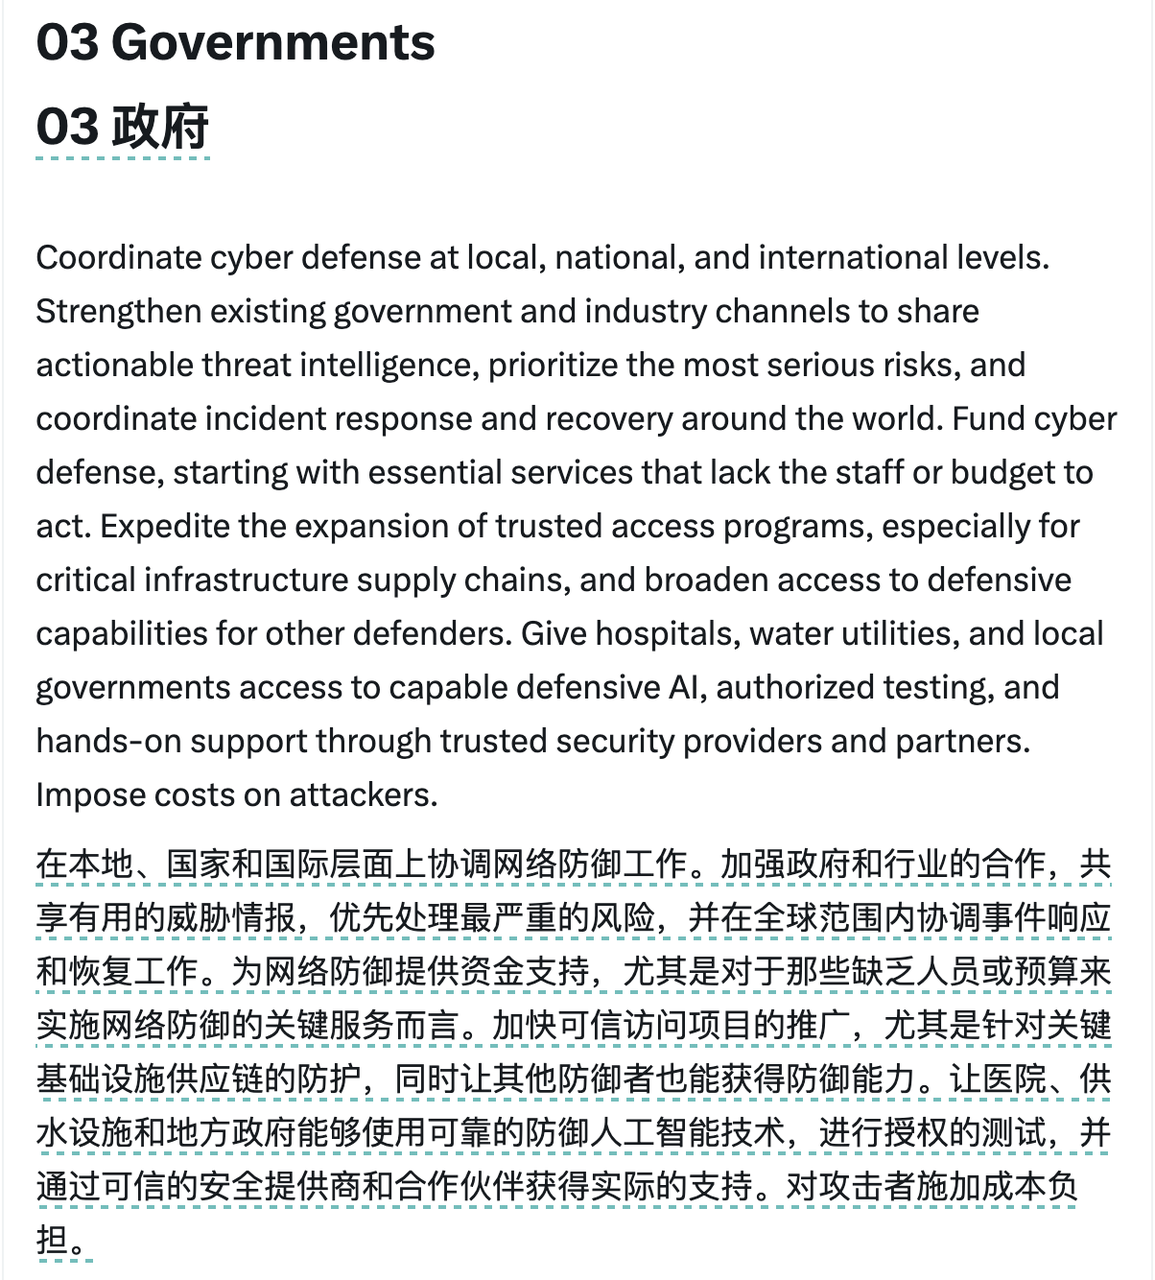 03 Governments
03 政府
Coordinate cyber defense at local, national, and international levels.
Strengthen existing government and industry channels to share
actionable threat intelligence, prioritize the most serious risks, and
coordinate incident response and recovery around the world. Fund cyber
defense, starting with essential services that lack the staff or budget to
act. Expedite the expansion of trusted access programs, especially for
critical infrastructure supply chains, and broaden access to defensive
capabilities for other defenders. Give hospitals, water utilities, and local
governments access to capable defensive AI, authorized testing, and
hands-on support through trusted security providers and partners.
Impose costs on attackers.
在本地、国家和国际层面上协调网络防御工作。加强政府和行业的合作，共
享有用的威胁情报，优先处理最严重的风险，并在全球范围内协调事件响应
和恢复工作。为网络防御提供资金支持，尤其是对于那些缺乏人员或预算来
实施网络防御的关键服务而言。加快可信访问项目的推广，尤其是针对关键
基础设施供应链的防护，同时让其他防御者也能获得防御能力。让医院、供
水设施和地方政府能够使用可靠的防御人工智能技术，进行授权的测试，并
通过可信的安全提供商和合作伙伴获得实际的支持。对攻击者施加成本负
担。